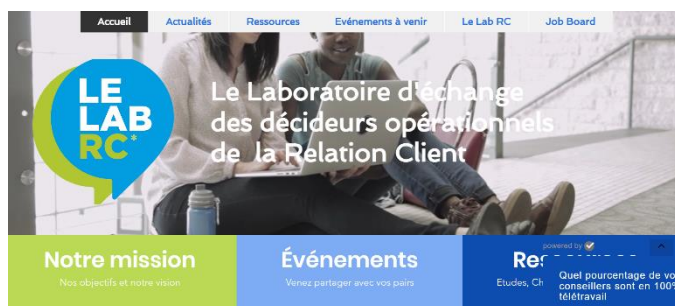 Accueil Actualités Ressources Evénements à venir Le Lab RC Job Board
LE
LAB
RC*
Le Laboratoire d'échange
des décideurs opérationnels
de la Relation Client
Notre mission
Nos objectifs et notre vision
Événements
Venez partager avec vos pairs
Etudes,
powered by
Quel pourcentage de vo
conseillers sont en 100%
télétravail